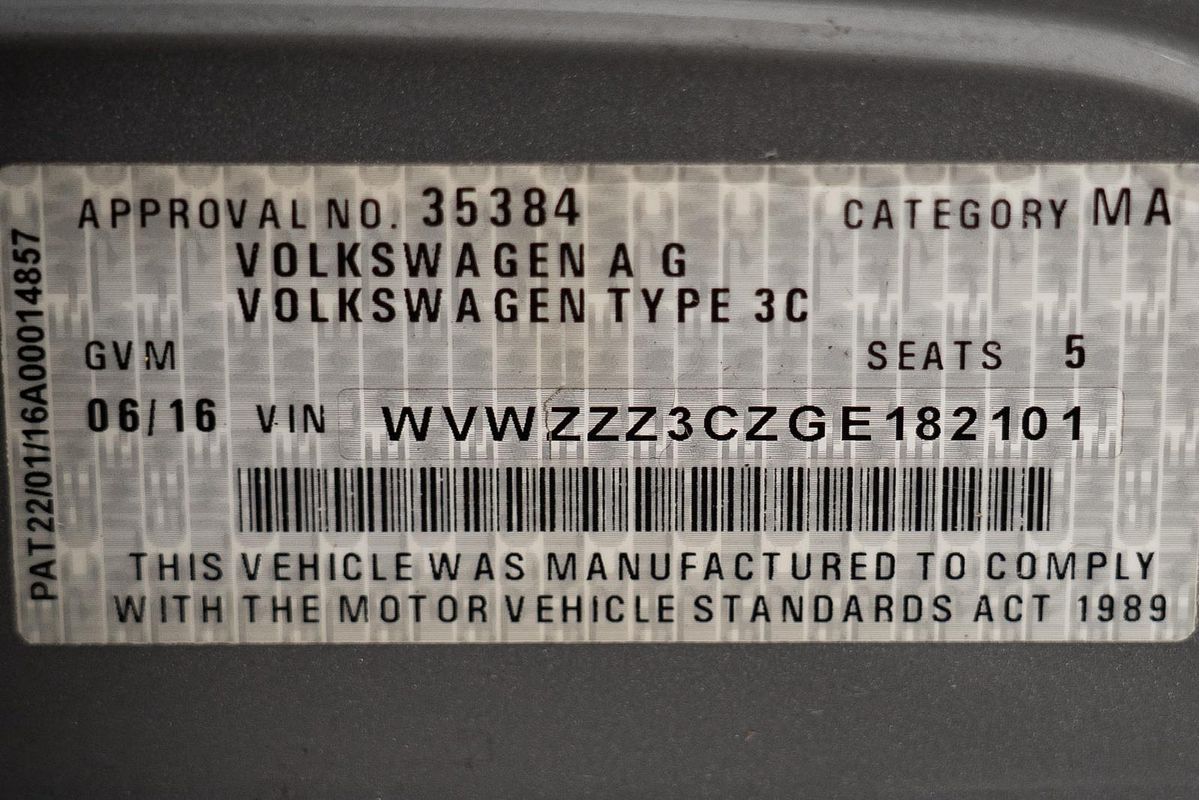 APPROVAL NO. 35384 CATEGORY MA
VOLKSWAGEN A G
VOLKSWAGEN TYPE 3C
GVM SEATS 5
06/16 VIN WVWZZZ3CZGE182101
THIS VEHICLE WAS MANUFACTURED TO COMPLY
WITH THE MOTOR VEHICLE STANDARDS ACT 1989
PAT22/01/16A00014857